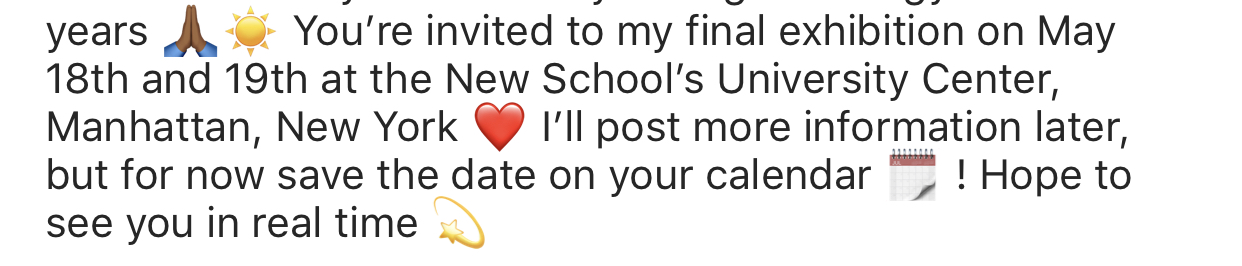 years 🙏🏾☀️ You’re invited to my final exhibition on May
18th and 19th at the New School’s University Center,
Manhattan, New York ❤️ I’ll post more information later,
but for now save the date on your calendar 🗓️ ! Hope to
see you in real time 💫